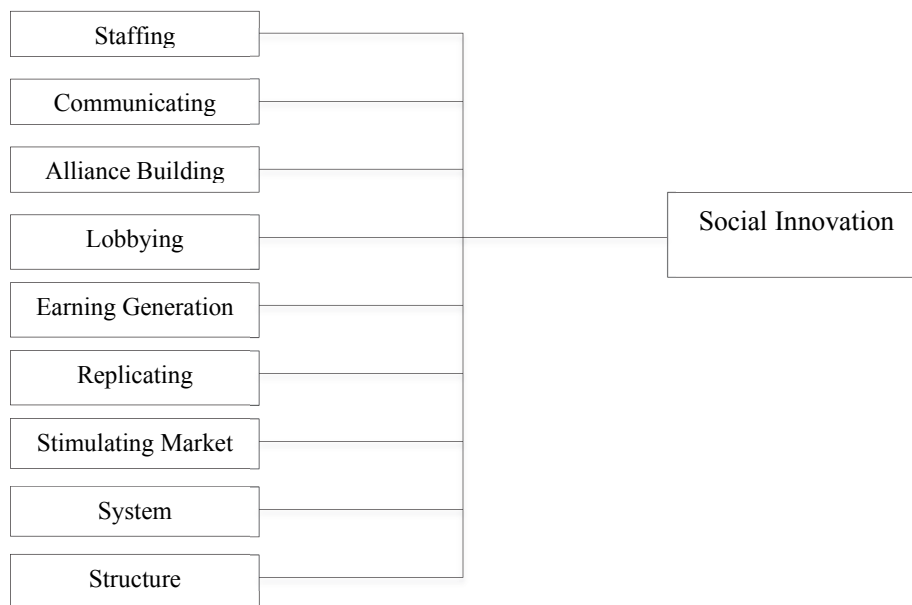 Staffing
Communicating
Alliance Building
Lobbying
Earning Generation
Replicating
Stimulating Market
System
Structure
Social Innovation